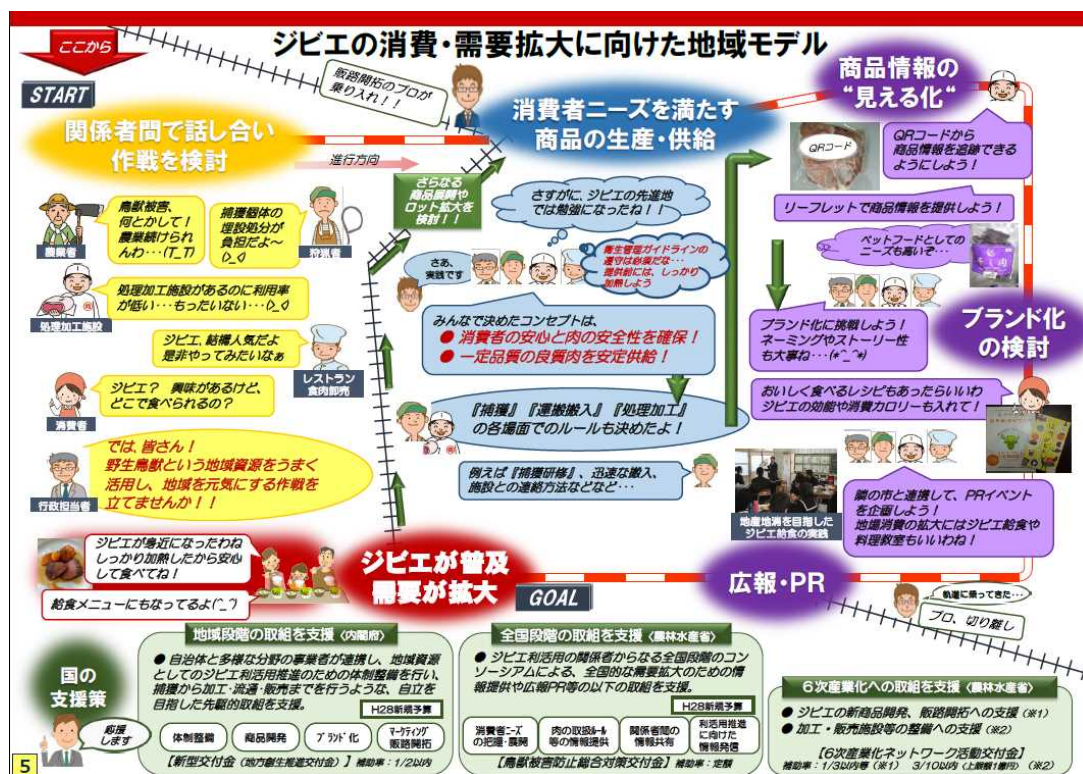 ジビエの消費・需要拡大に向けた地域モデル
ここから
START
販路開拓のプロが
乗り入れ！！
関係者間で話し合い
作戦を検討
進行方向
鳥獣被害、
何とかして！
農業続けられ
んわ・・・(T_T)
農業者
捕獲個体の
埋設処分が
負担だよ～
(>_<)
狩猟者
処理加工施設があるのに利用率
が低い・・・もったいない・・・(>_<)
処理加工施設
ジビエ、結構人気だよ
是非やってみたいなぁ
レストラン
食肉卸売
ジビエ？　興味があるけど、
どこで食べられるの？
消費者
では、皆さん！
野生鳥獣という地域資源をうまく
活用し、地域を元気にする作戦を
立てませんか！！
行政担当者
さらなる
商品展開や
ロット拡大を
検討！！
消費者ニーズを満たす
商品の生産・供給
さすがに、ジビエの先進地
では勉強になったね！！
さあ、
実践です
衛生管理ガイドラインの
遵守は必須だな・・・
提供給には、しっかり
加熱しよう
みんなで決めたコンセプトは、
● 消費者の安心と肉の安全性を確保！
● 一定品質の良質肉を安定供給！
『捕獲』『運搬搬入』『処理加工』
の各場面でのルールも決めたよ！
例えば『捕獲研修』、迅速な搬入、
施設との連絡方法などなど・・・
商品情報の
“見える化“
QRコード
QRコードから
商品情報を追跡できる
ようにしよう！
リーフレットで商品情報を提供しよう！
ペットフードとしての
ニーズも高いぞ・・・
ブランド化
の検討
ブランド化に挑戦しよう！
ネーミングやストーリー性
も大事ね・・・(*^_^*)
おいしく食べるレシピもあったらいいわ
ジビエの効能や消費カロリーも入れて！
隣の市と連携して、PRイベント
を企画しよう！
地場消費の拡大にはジビエ給食や
料理教室もいいわね！
地産地消を目指した
ジビエ給食の実践
広報・PR
軌道に乗ってきた・・・
プロ、切り離し
GOAL
ジビエが普及
需要が拡大
ジビエが身近になったわね
しっかり加熱したから安心
して食べてね！
給食メニューにもなってるよ(^_^)
国の
支援策
応援
します
地域段階の取組を支援〈内閣府〉
● 自治体と多様な分野の事業者が連携し、地域資源
としてのジビエ利活用推進のための体制整備を行い、
捕獲から加工・流通・販売までを行うような、自立を
目指した先駆的取組を支援。
H28新規予算
体制整備
商品開発
ブランド化
マーケティング
販路開拓
【新型交付金（地方創生推進交付金）】 補助率：1/2以内
全国段階の取組を支援〈農林水産省〉
● ジビエ利活用の関係者からなる全国段階のコン
ソーシアムによる、全国的な需要拡大のための情
報提供や広報PR等の以下の取組を支援。
H28新規予算
消費者ニーズ
の把握・展開
肉の取扱ルール
等の情報提供
関係者間の
情報共有
利活用推進
に向けた
情報発信
【鳥獣被害防止総合対策交付金】 補助率：定額
６次産業化への取組を支援〈農林水産省〉
● ジビエの新商品開発、販路開拓への支援（※1）
● 加工・販売施設等の整備への支援（※2）
【6次産業化ネットワーク活動交付金】
補助率：1/3以内等（※1）　3/10以内（上限額1億円）（※2）
5